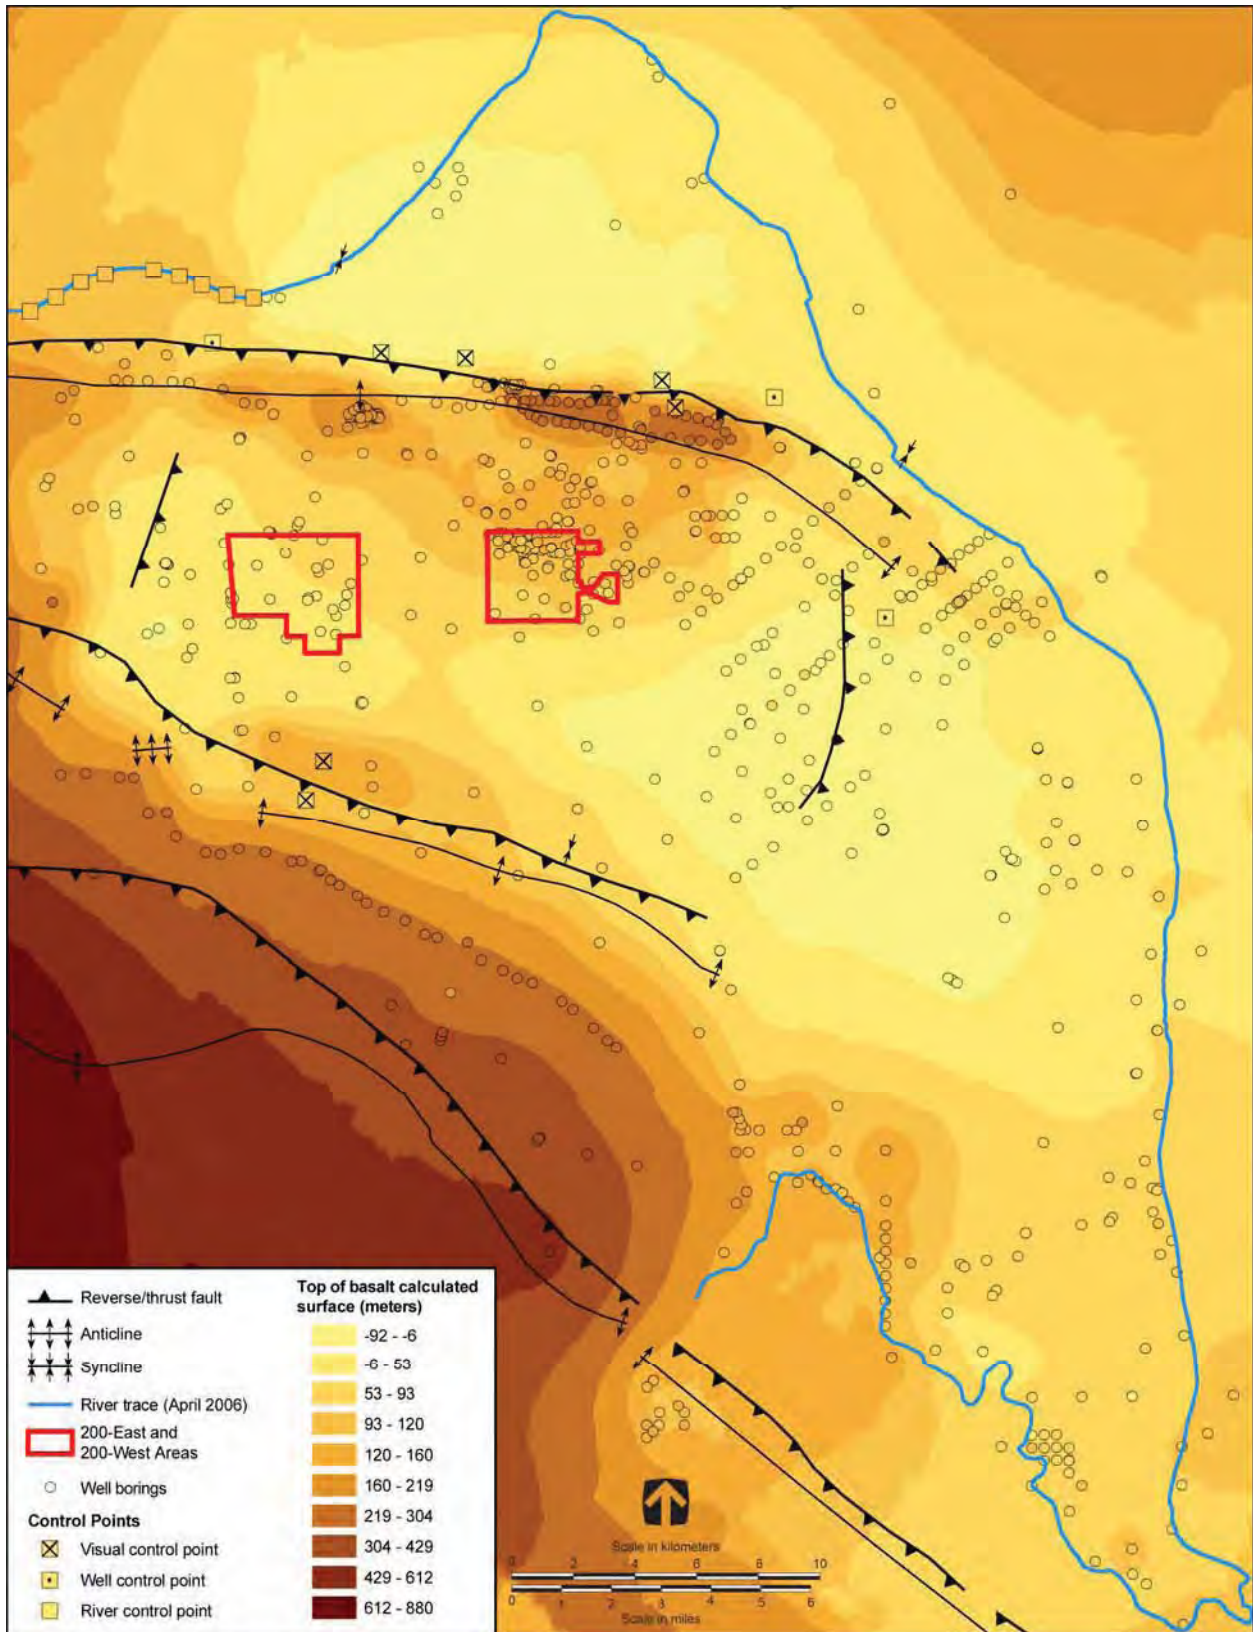 Reverse/thrust fault
Anticline
Syncline
River trace (April 2006)
200-East and
200-West Areas
Well borings
Control Points
Visual control point
Well control point
River control point
Top of basalt calculated
surface (meters)
-92 - -6
-6 - 53
53 - 93
93 - 120
120 - 160
160 - 219
219 - 304
304 - 429
429 - 612
612 - 880
Scale in kilometers
0 2 4 6 8 10
0 1 2 3 4 5 6
Scale in miles